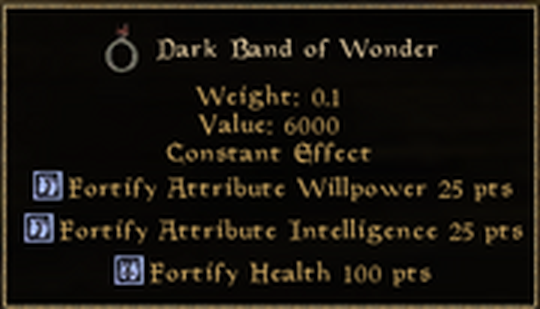 Dark Band of Wonder
Weight: 0.1
Value: 6000
Constant Effect
Fortify Attribute Willpower 25 pts
Fortify Attribute Intelligence 25 pts
Fortify Health 100 pts